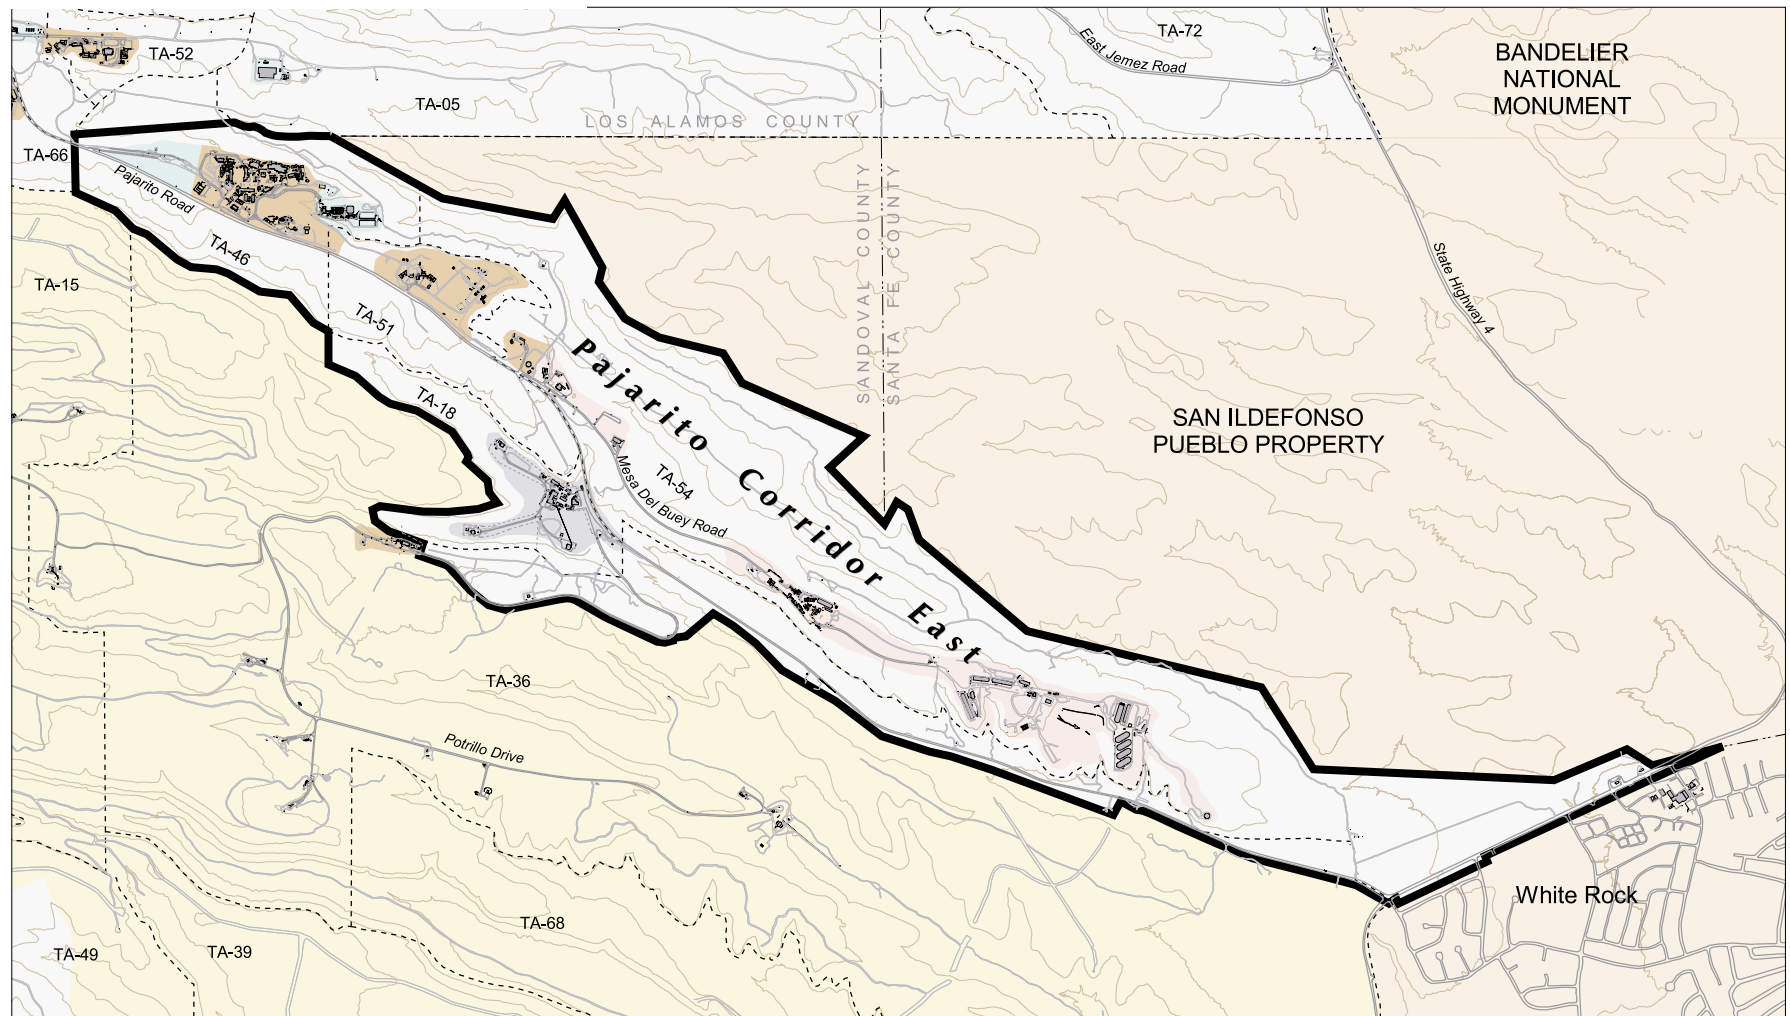 TA-52
TA-72
East Jemez Road
BANDELIER
NATIONAL
MONUMENT
TA-05
LOS ALAMOS COUNTY
TA-66
Pajarito Road
TA-46
SANDOVAL COUNTY
SANTA FE COUNTY
State Highway 4
TA-15
TA-51
Pajarito Corridor East
TA-18
SAN ILDEFONSO
PUEBLO PROPERTY
TA-54
Mesa Del Buey Road
TA-36
Potrillo Drive
White Rock
TA-68
TA-39
TA-49